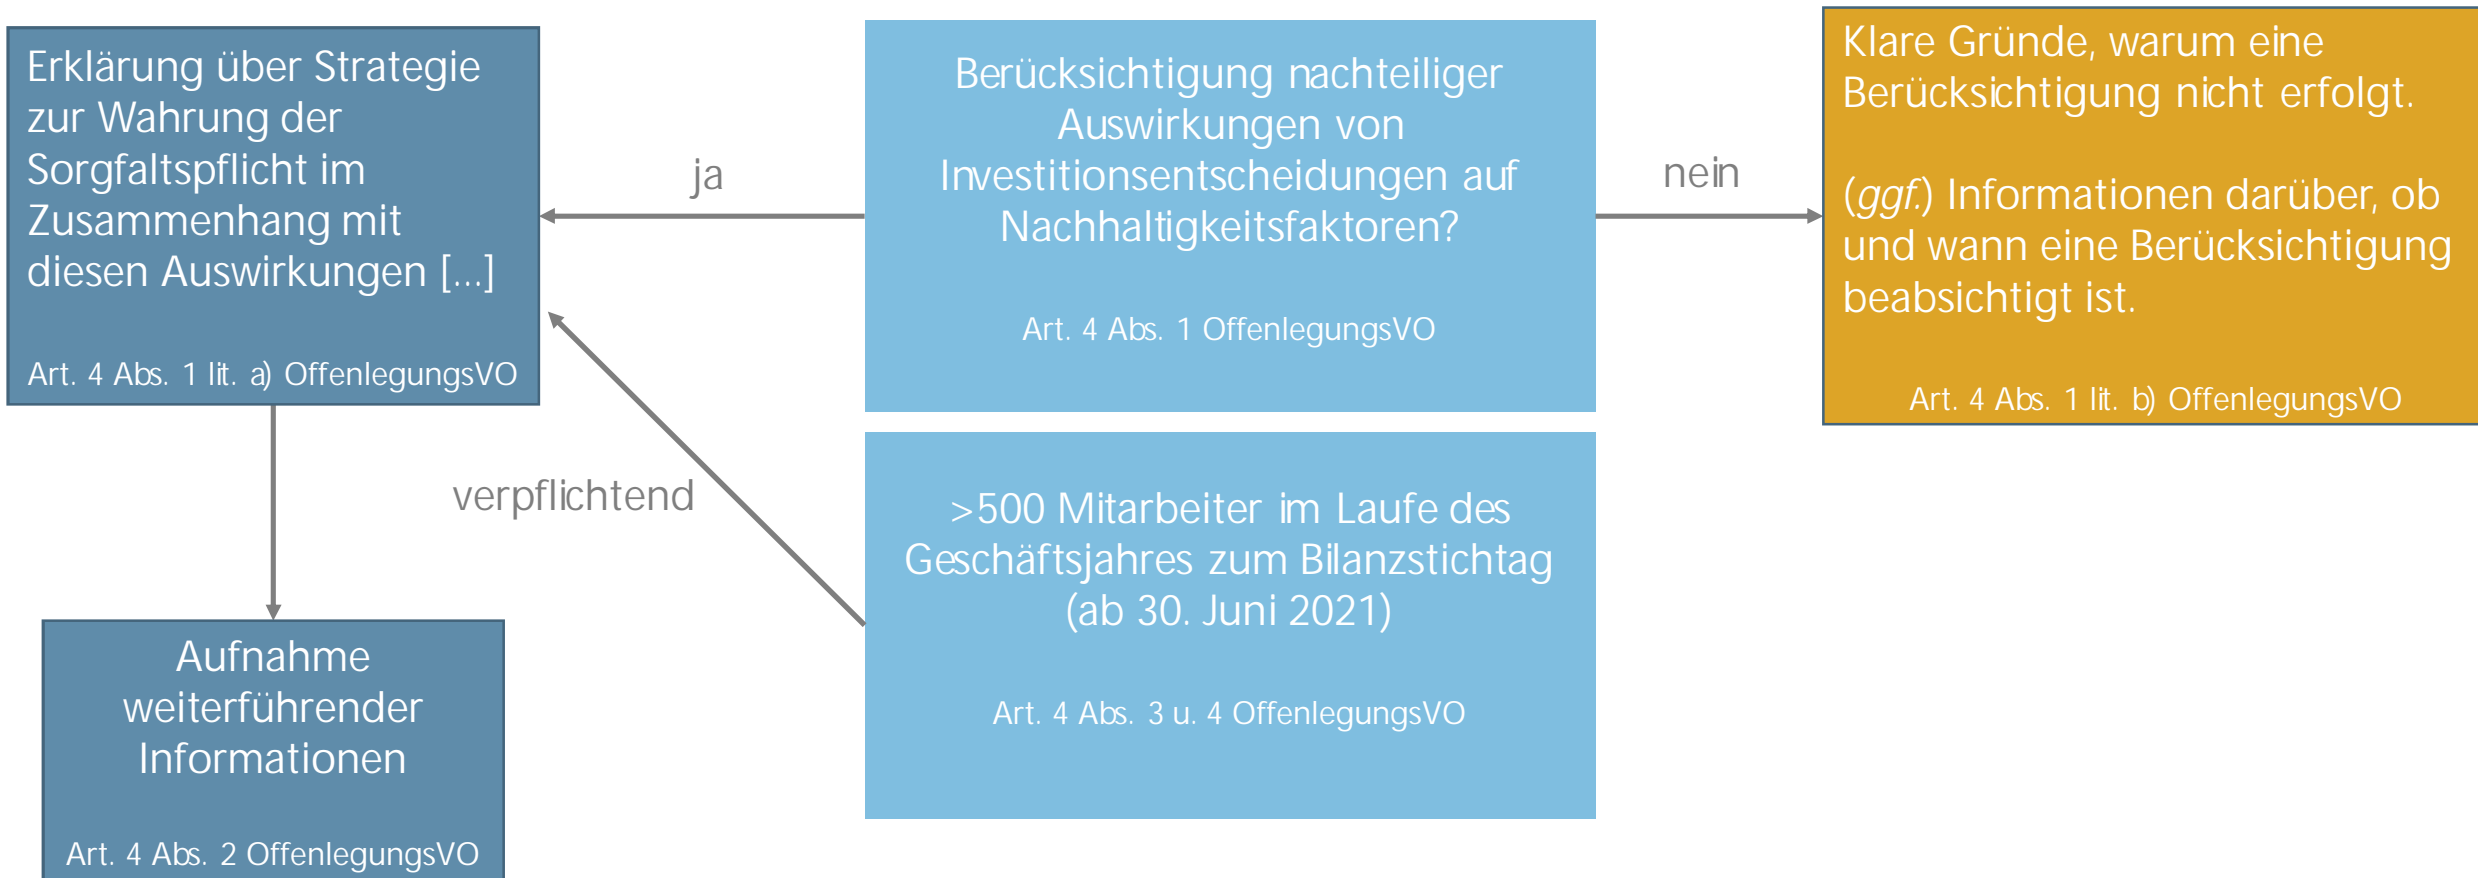 Erklärung über Strategie
zur Wahrung der
Sorgfaltspflicht im
Zusammenhang mit
diesen Auswirkungen [...]
Art. 4 Abs. 1 lit. a) OffenlegungsVO
ja
Berücksichtigung nachteiliger
Auswirkungen von
Investitionsentscheidungen auf
Nachhaltigkeitsfaktoren?
Art. 4 Abs. 1 OffenlegungsVO
nein
Klare Gründe, warum eine
Berücksichtigung nicht erfolgt.
(ggf.) Informationen darüber, ob
und wann eine Berücksichtigung
beabsichtigt ist.
Art. 4 Abs. 1 lit. b) OffenlegungsVO
verpflichtend
>500 Mitarbeiter im Laufe des
Geschäftsjahres zum Bilanzstichtag
(ab 30. Juni 2021)
Art. 4 Abs. 3 u. 4 OffenlegungsVO
Aufnahme
weiterführender
Informationen
Art. 4 Abs. 2 OffenlegungsVO